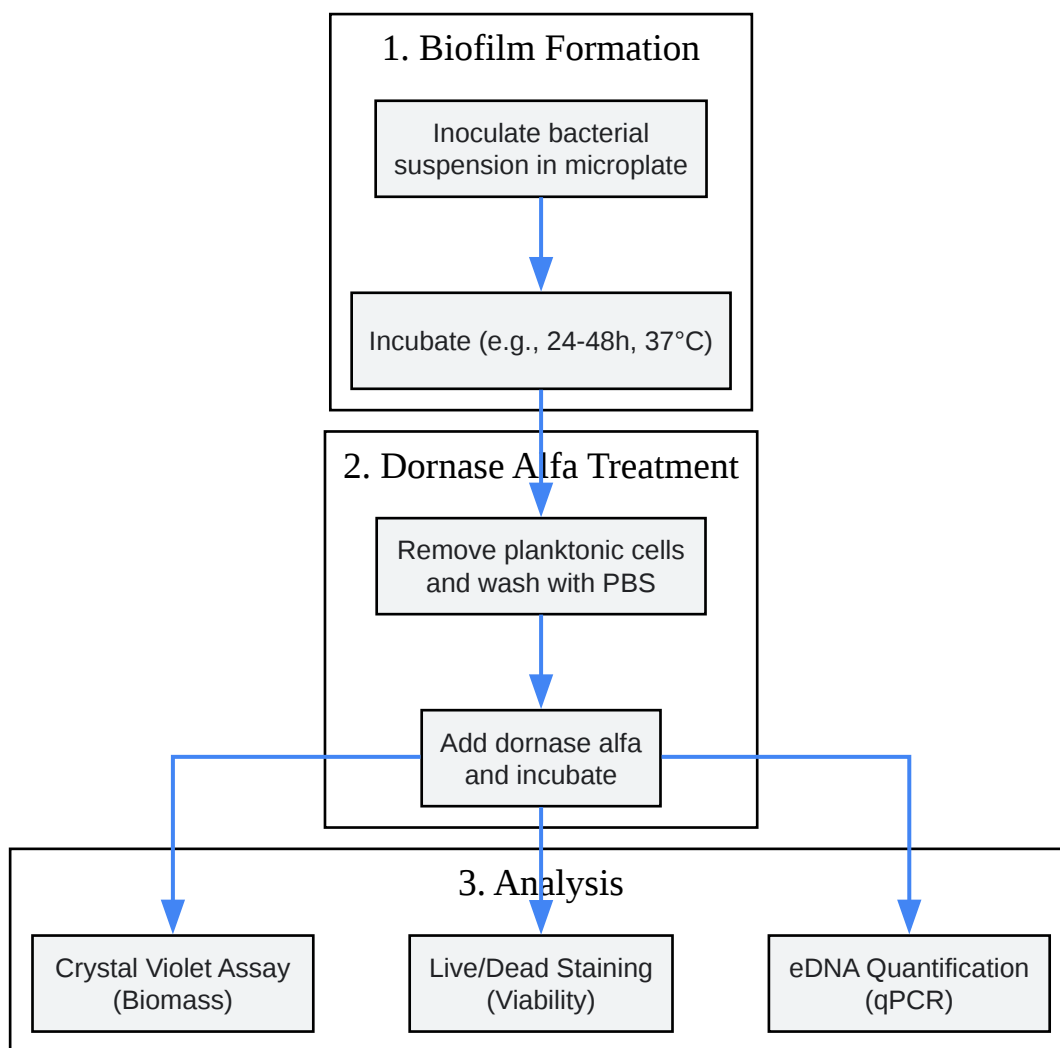 1. Biofilm Formation
Inoculate bacterial
suspension in microplate
Incubate (e.g., 24-48h, 37°C)
2. Dornase Alfa Treatment
Remove planktonic cells
and wash with PBS
Add dornase alfa
and incubate
3. Analysis
Crystal Violet Assay
(Biomass)
Live/Dead Staining
(Viability)
eDNA Quantification
(qPCR)